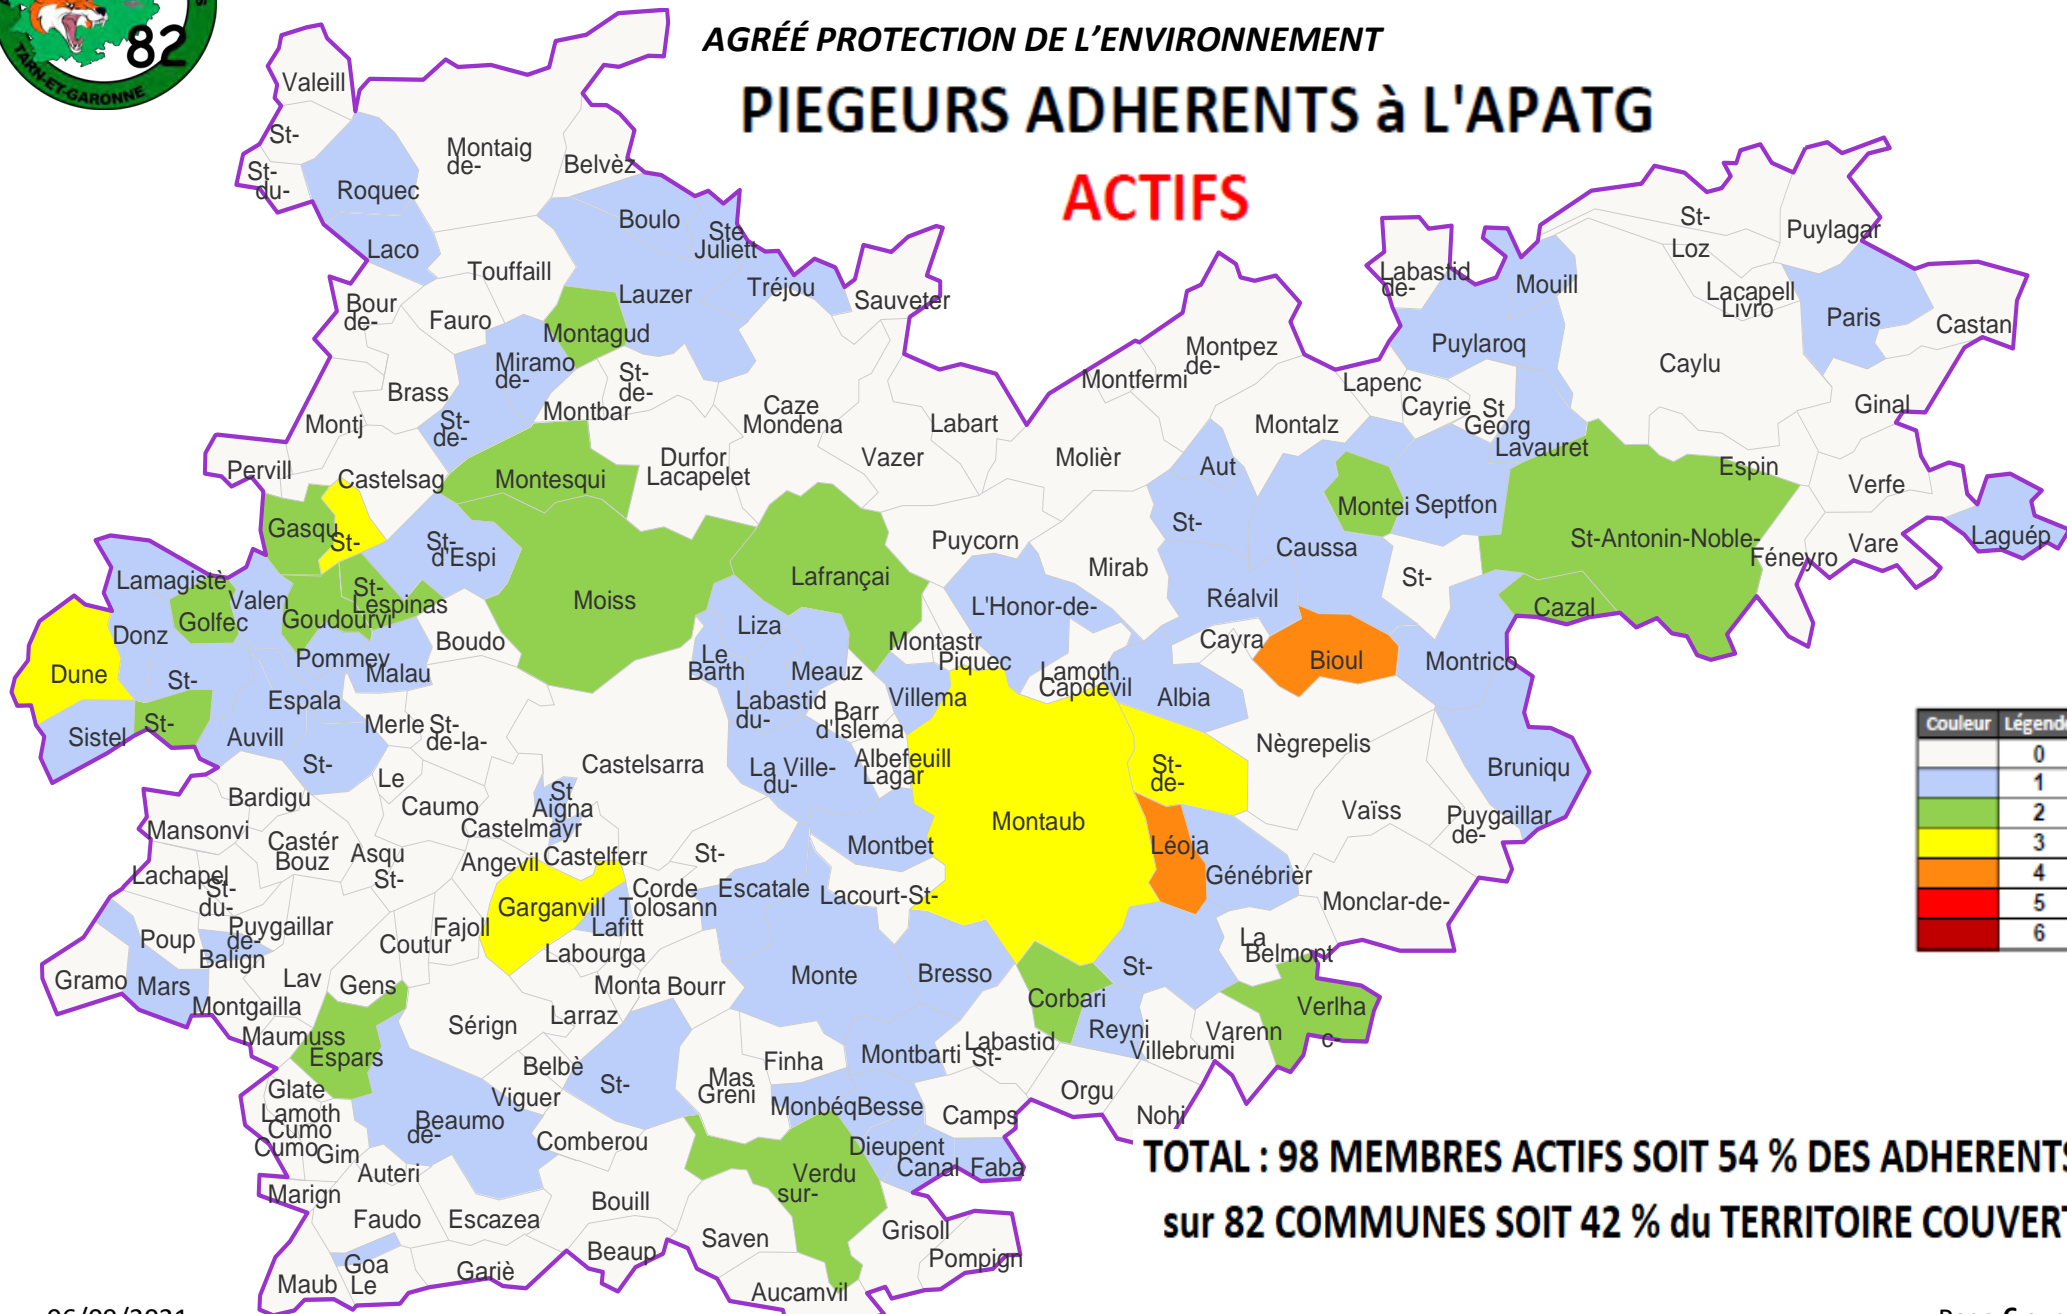 82
TARN-ET-GARONNE
AGRÉÉ PROTECTION DE L'ENVIRONNEMENT
PIEGEURS ADHERENTS à L'APATG
ACTIFS
Valeill
St-
St-
du-
Roquec
Montaig
de-
Belvèz
Laco
Boulo
Ste
Juliett
Touffaill
Lauzer
Tréjou
Sauveter
Bour
de-
Fauro
Montagud
Miramo
de-
St-
de-
Brass
Montbar
Montj
St-
de-
Caze
Mondena
Labart
Vazer
Durfor
Lacapelet
Pervill
Castelsag
Montesqui
Gasqu
St-
St-
d'Espi
Moiss
Lafrançai
Puycorn
Molièr
Montfermi
Montpez
de-
Montalz
Labastid
de-
Mouill
Puylaroq
Lapenc
Cayrie
St
Georg
Lavauret
St-
Loz
Puylagar
Lacapell
Livro
Paris
Castan
Caylu
Ginal
Espin
Verfe
Vare
Laguép
Féneyro
St-Antonin-Noble-
Cazal
Aut
St-
Montei
Septfon
Caussa
St-
Mirab
Réalvil
Cayra
Bioul
Montrico
L'Honor-de-
Lamagistè
Golfec
Valen
St-
Lespinas
Goudourvi
Donz
Dune
St-
St-
Sistel
Pommev
Malau
Boudo
Espala
Auvill
St-
Merle
St-
de-la-
Liza
Le
Barth
Meauz
Labastid
du-
Montastr
Piquec
Villema
Barr
d'Islema
Albefeuill
Lagar
Lamoth
Capdevil
Albia
Nègrepelis
Bruniqu
Castelsarra
La Ville-
du-
St-
de-
Montaub
Vaïss
Puygaillar
de-
Léoja
Génébrièr
Monclar-de-
Le
Caumo
St
Aigna
Castelmayr
Bardigu
Mansonvi
Castér
Bouz
Asqu
St-
Angevil
Castelferr
St-
Montbet
Lachapel
St-
du-
Garganvill
Corde
Tolosann
Escatale
Lacourt-St-
Lafitt
Puygaillar
de-
Poup
Balign
Fajoll
Coutur
Labourga
La
Belmont
Gramo
Mars
Lav
Gens
Monta
Bourr
Monte
Bresso
St-
Montgailla
Corbari
Verlha
c-
Maumuss
Espars
Sérign
Larraz
Reyni
Varenn
Villebrumi
Labastid
St-
Montbarti
Finha
Belbè
Glate
Viguer
St-
Mas
Greni
Orgu
Nohi
Lamoth
Cumo
Cumo
Gim
Beaumo
de-
Comberou
Monbéq
Besse
Camps
Dieupent
Canal
Faba
Auteri
Verdu
sur-
Marign
Faudo
Escazea
Bouill
Saven
Grisoll
Pompign
Beaup
Goa
Le
Maub
Gariè
Aucamvil
Couleur Légende
0
1
2
3
4
5
6
TOTAL : 98 MEMBRES ACTIFS SOIT 54 % DES ADHERENTS
sur 82 COMMUNES SOIT 42 % du TERRITOIRE COUVERT